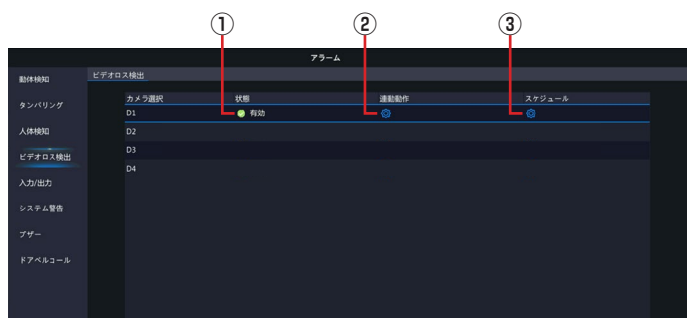 ① ② ③
アラーム
動体検知
ビデオロス検出
カメラ選択 状態 連動動作 スケジュール
タンパリング
D1 有効
人体検知
D2
ビデオロス検出
D3
D4
入力/出力
システム警告
ブザー
ドアベルコール